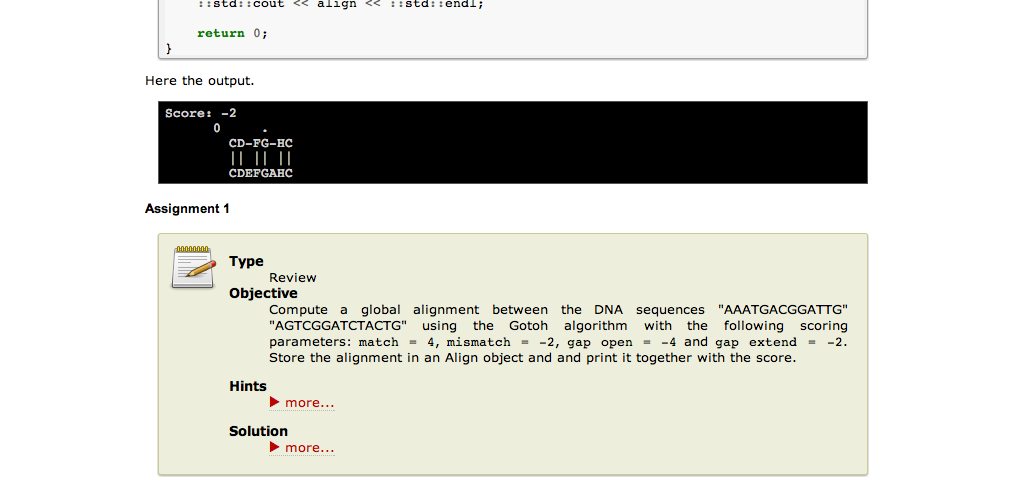 ::std::cout << align << ::std::endl;
return 0;
}
Here the output.
Score: -2
0 .
CD-FG-HC
|| || ||
CDEFGAHC
Assignment 1
Type
Review
Objective
Compute a global alignment between the DNA sequences "AAATGACGGATTG"
"AGTCGGATCTACTG" using the Gotoh algorithm with the following scoring
parameters: match = 4, mismatch = -2, gap open = -4 and gap extend = -2.
Store the alignment in an Align object and and print it together with the score.
Hints
more...
Solution
more...